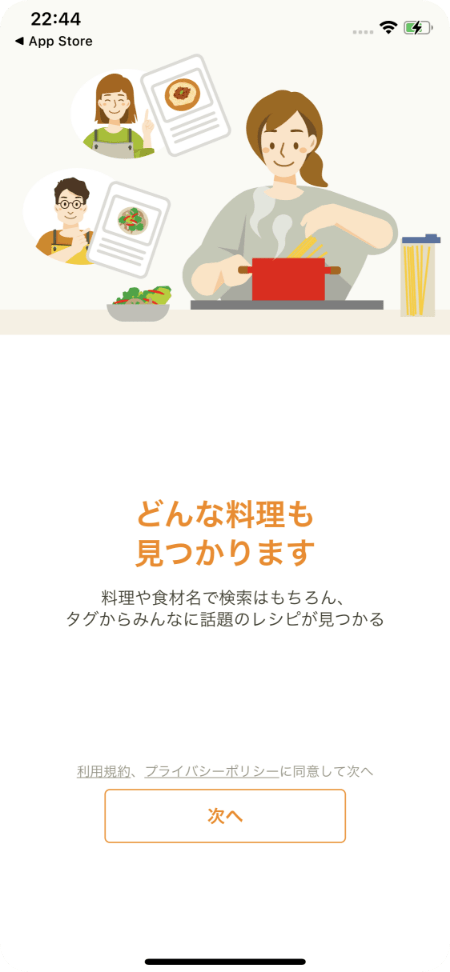 22:44
◀ App Store
どんな料理も
見つかります
料理や食材名で検索はもちろん、
タグからみんなに話題のレシピが見つかる
利用規約、プライバシーポリシーに同意して次へ
次へ